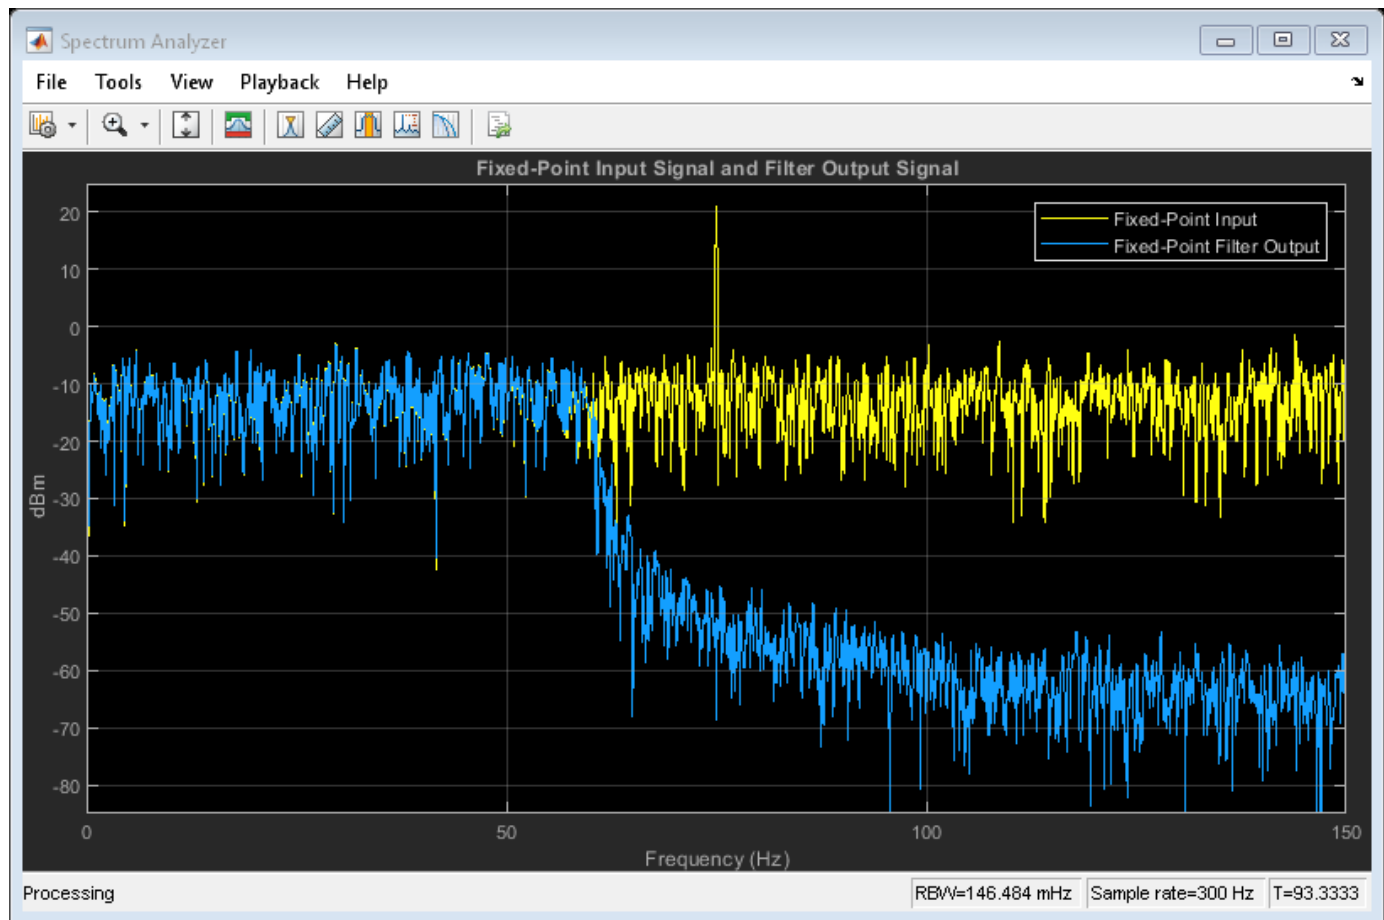 Spectrum Analyzer
File Tools View Playback Help
Fixed-Point Input Signal and Filter Output Signal
Fixed-Point Input
Fixed-Point Filter Output
20
10
0
-10
-20
-30
-40
-50
-60
-70
-80
dBm
0 50 100 150
Frequency (Hz)
Processing RBW=146.484 mHz Sample rate=300 Hz T=93.3333